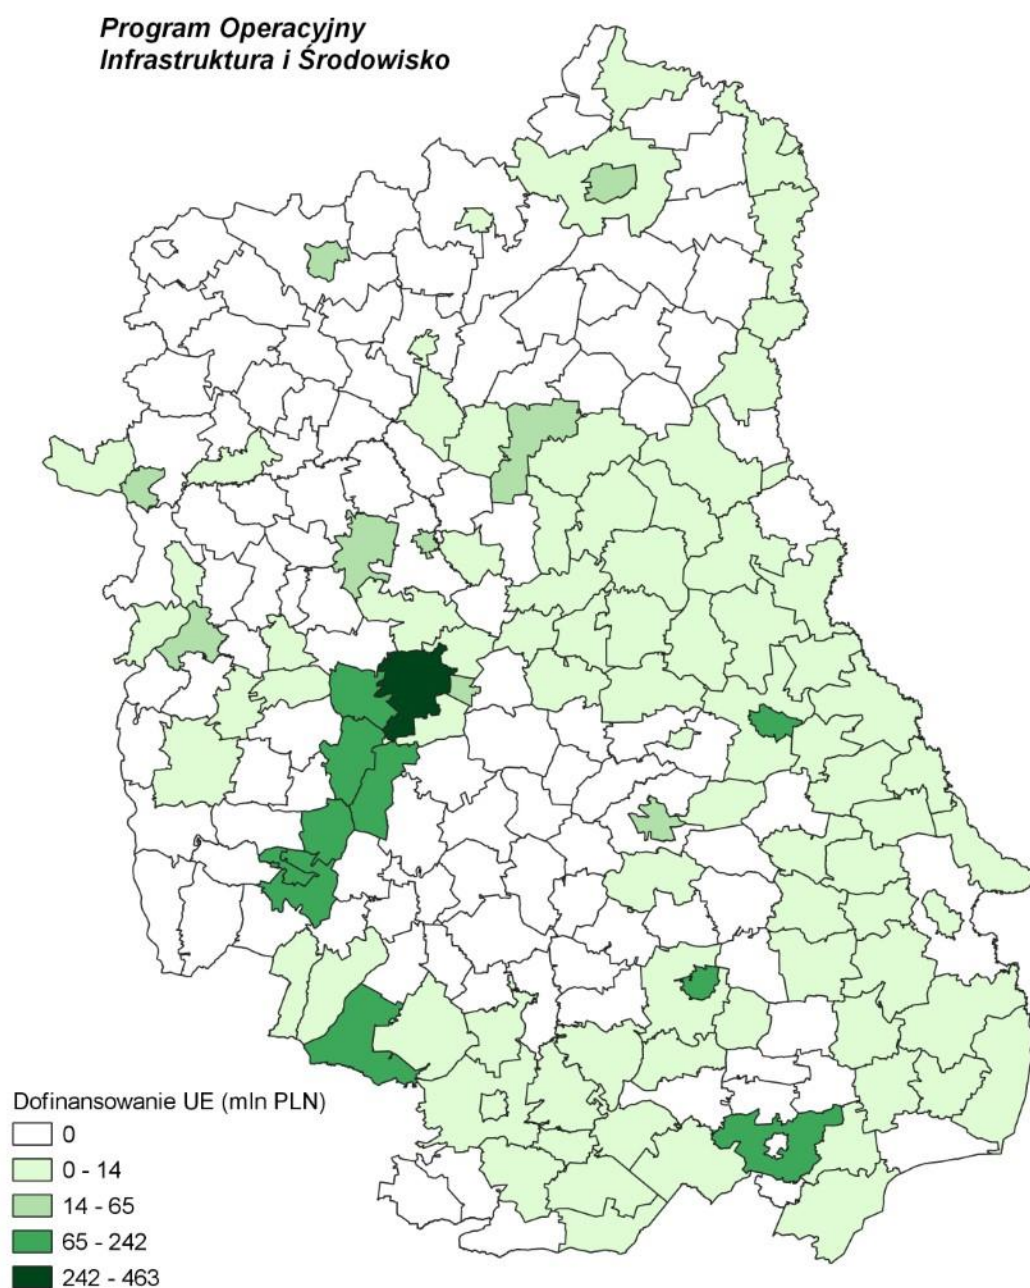 Program Operacyjny
Infrastruktura i Środowisko
Dofinansowanie UE (mln PLN)
0
0 - 14
14 - 65
65 - 242
242 - 463